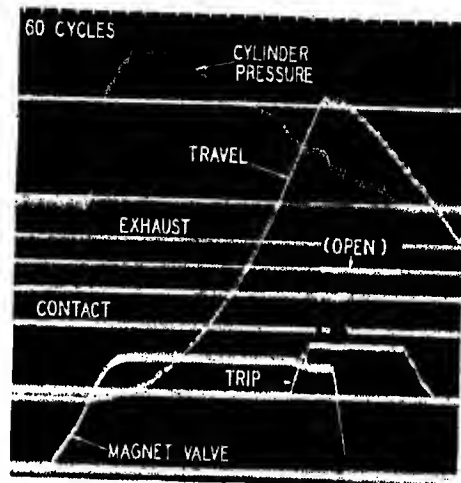 60 CYCLES
CYLINDER
PRESSURE
TRAVEL
EXHAUST
(OPEN)
CONTACT
TRIP
MAGNET VALVE